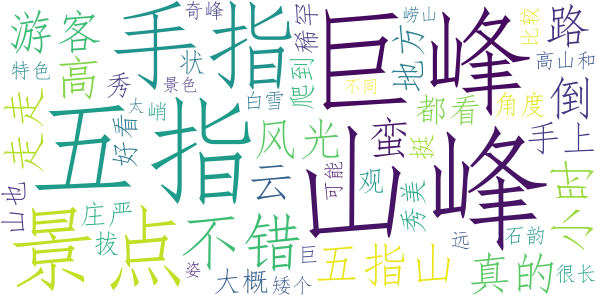 游客
手指
奇峰
稀罕
崂山
巨峰
比较
路
特色
高
状
地方
高山和
秀
景色
爬到
不同
倒
走走
太
峭
白雪
都看
角度
好看
五指
风光
蛮
挺
手上
山也
云
可能
观
山峰
小时
秀美
庄严
景点
不错
拔
姿
巨
五指山
远
石韵
大概
矮个
真的
很长